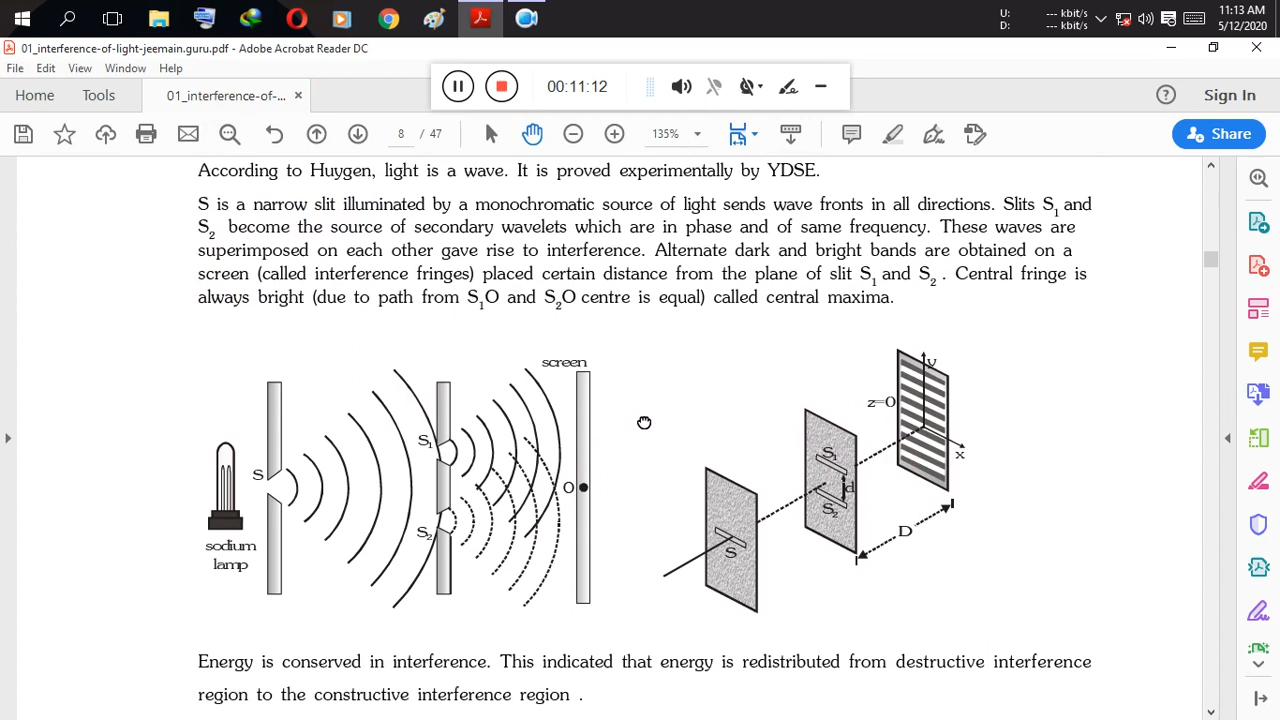 U: --- kbit/s
D: --- kbit/s
11:13 AM
5/12/2020
01_interference-of-light-jeemain.guru.pdf - Adobe Acrobat Reader DC
File Edit View Window Help
00:11:12
Home Tools 01_interference-of-... × Sign In
8 / 47 135% Share
According to Huygen, light is a wave. It is proved experimentally by YDSE.
S is a narrow slit illuminated by a monochromatic source of light sends wave fronts in all directions. Slits S1 and
S2 become the source of secondary wavelets which are in phase and of same frequency. These waves are
superimposed on each other gave rise to interference. Alternate dark and bright bands are obtained on a
screen (called interference fringes) placed certain distance from the plane of slit S1 and S2 . Central fringe is
always bright (due to path from S1O and S2O centre is equal) called central maxima.
screen
S
S1
S2
O
sodium
lamp
y
z=0
x
S1
d
S2
D
S
Energy is conserved in interference. This indicated that energy is redistributed from destructive interference
region to the constructive interference region .